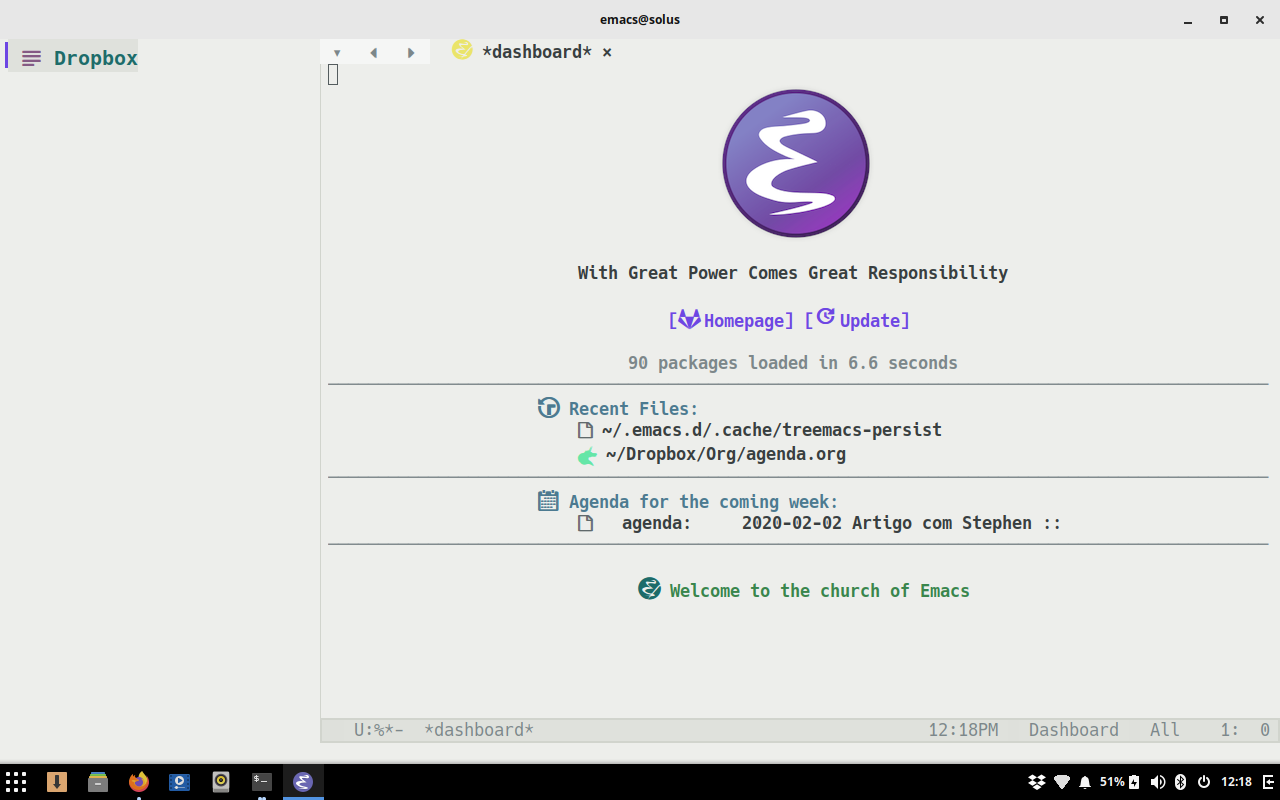 emacs@solus
Dropbox
*dashboard* ×
With Great Power Comes Great Responsibility
[Homepage] [Update]
90 packages loaded in 6.6 seconds
Recent Files:
~/.emacs.d/.cache/treemacs-persist
~/Dropbox/Org/agenda.org
Agenda for the coming week:
agenda: 2020-02-02 Artigo com Stephen ::
Welcome to the church of Emacs
U:%*- *dashboard* 12:18PM Dashboard All 1: 0
$_ 51% 12:18